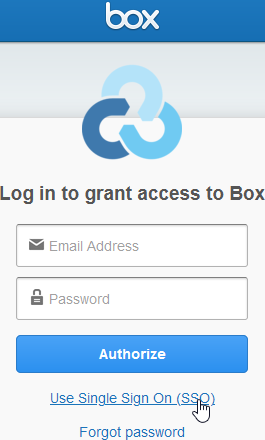 box
Log in to grant access to Box
Email Address
Password
Authorize
Use Single Sign On (SSO)
Forgot password